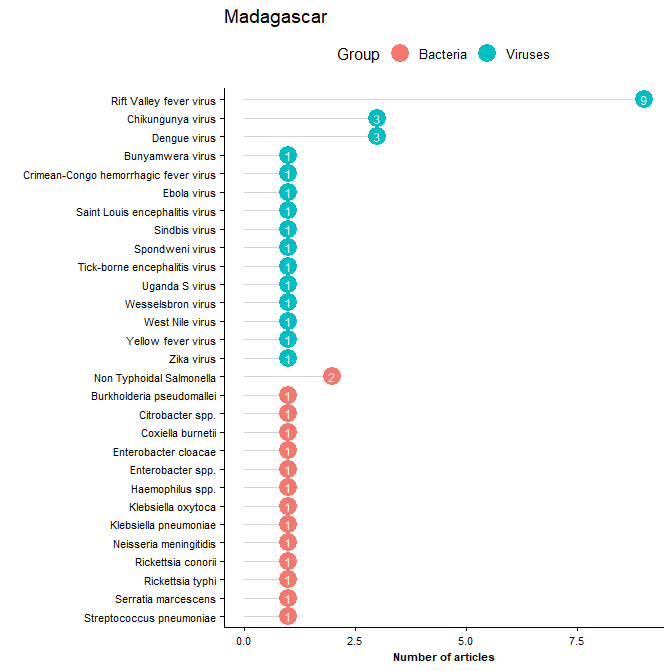 Madagascar
Group Bacteria Viruses
Rift Valley fever virus 9
Chikungunya virus 3
Dengue virus 3
Bunyamwera virus 1
Crimean-Congo hemorrhagic fever virus 1
Ebola virus 1
Saint Louis encephalitis virus 1
Sindbis virus 1
Spondweni virus 1
Tick-borne encephalitis virus 1
Uganda S virus 1
Wesselsbron virus 1
West Nile virus 1
Yellow fever virus 1
Zika virus 1
Non Typhoidal Salmonella 2
Burkholderia pseudomallei 1
Citrobacter spp. 1
Coxiella burnetii 1
Enterobacter cloacae 1
Enterobacter spp. 1
Haemophilus spp. 1
Klebsiella oxytoca 1
Klebsiella pneumoniae 1
Neisseria meningitidis 1
Rickettsia conorii 1
Rickettsia typhi 1
Serratia marcescens 1
Streptococcus pneumoniae 1
0.0 2.5 5.0 7.5
Number of articles